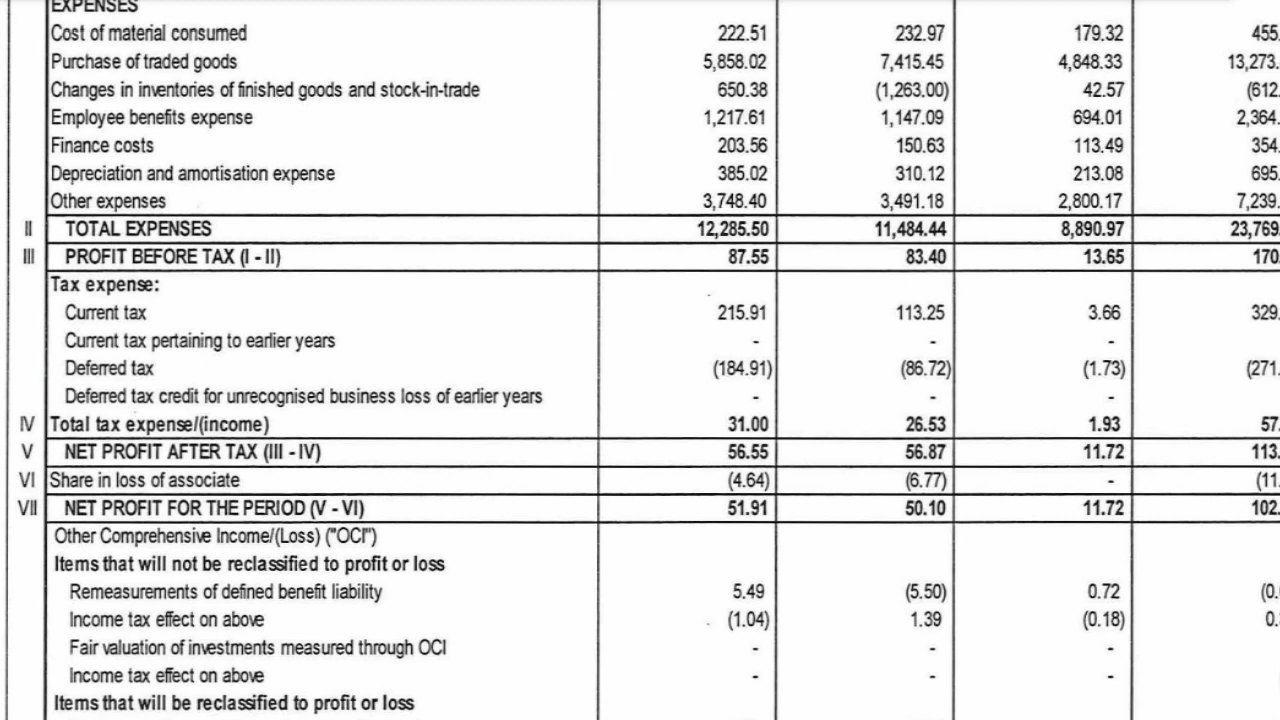 EXPENSES
Cost of material consumed 222.51 232.97 179.32 455.
Purchase of traded goods 5,858.02 7,415.45 4,848.33 13,273.
Changes in inventories of finished goods and stock-in-trade 650.38 (1,263.00) 42.57 (612.
Employee benefits expense 1,217.61 1,147.09 694.01 2,364.
Finance costs 203.56 150.63 113.49 354.
Depreciation and amortisation expense 385.02 310.12 213.08 695.
Other expenses 3,748.40 3,491.18 2,800.17 7,239.
II TOTAL EXPENSES 12,285.50 11,484.44 8,890.97 23,769.
III PROFIT BEFORE TAX (I - II) 87.55 83.40 13.65 170.
Tax expense:
Current tax 215.91 113.25 3.66 329.
Current tax pertaining to earlier years - - -
Deferred tax (184.91) (86.72) (1.73) (271.
Deferred tax credit for unrecognised business loss of earlier years - - -
IV Total tax expense/(income) 31.00 26.53 1.93 57.
V NET PROFIT AFTER TAX (III - IV) 56.55 56.87 11.72 113.
VI Share in loss of associate (4.64) (6.77) - (11.
VII NET PROFIT FOR THE PERIOD (V - VI) 51.91 50.10 11.72 102.
Other Comprehensive Income/(Loss) ("OCI")
Items that will not be reclassified to profit or loss
Remeasurements of defined benefit liability 5.49 (5.50) 0.72 (0.
Income tax effect on above (1.04) 1.39 (0.18) 0.
Fair valuation of investments measured through OCI - - -
Income tax effect on above - - -
Items that will be reclassified to profit or loss